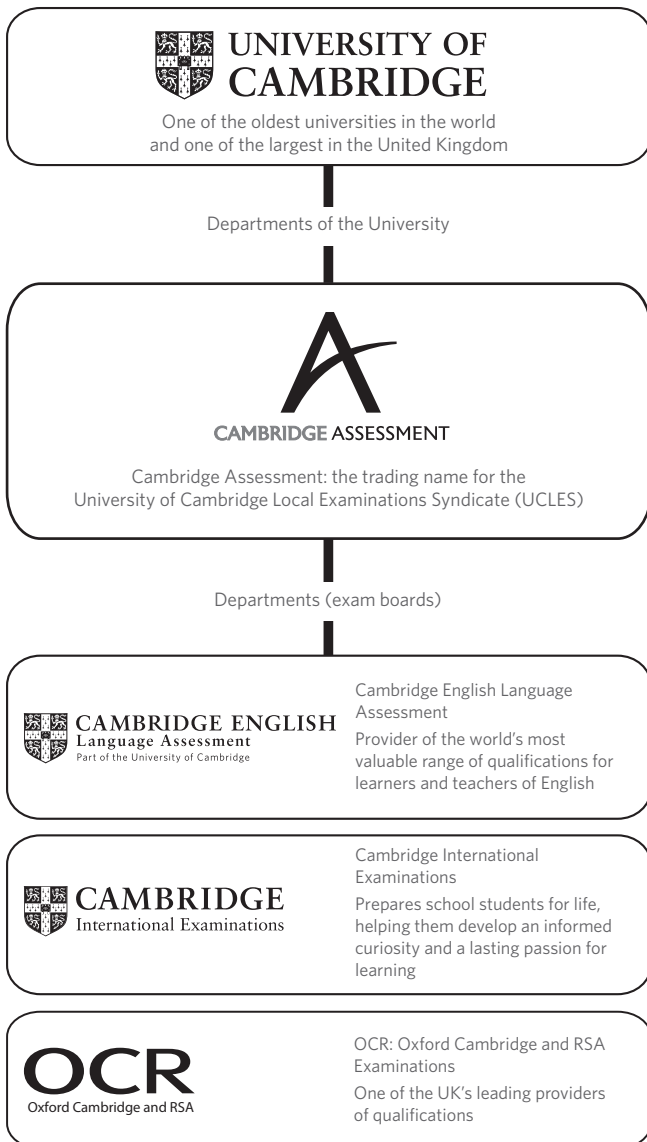 UNIVERSITY OF
CAMBRIDGE
One of the oldest universities in the world
and one of the largest in the United Kingdom
Departments of the University
CAMBRIDGE ASSESSMENT
Cambridge Assessment: the trading name for the
University of Cambridge Local Examinations Syndicate (UCLES)
Departments (exam boards)
CAMBRIDGE ENGLISH
Language Assessment
Part of the University of Cambridge
Cambridge English Language
Assessment
Provider of the world's most
valuable range of qualifications for
learners and teachers of English
CAMBRIDGE
International Examinations
Cambridge International
Examinations
Prepares school students for life,
helping them develop an informed
curiosity and a lasting passion for
learning
OCR
Oxford Cambridge and RSA
OCR: Oxford Cambridge and RSA
Examinations
One of the UK's leading providers
of qualifications